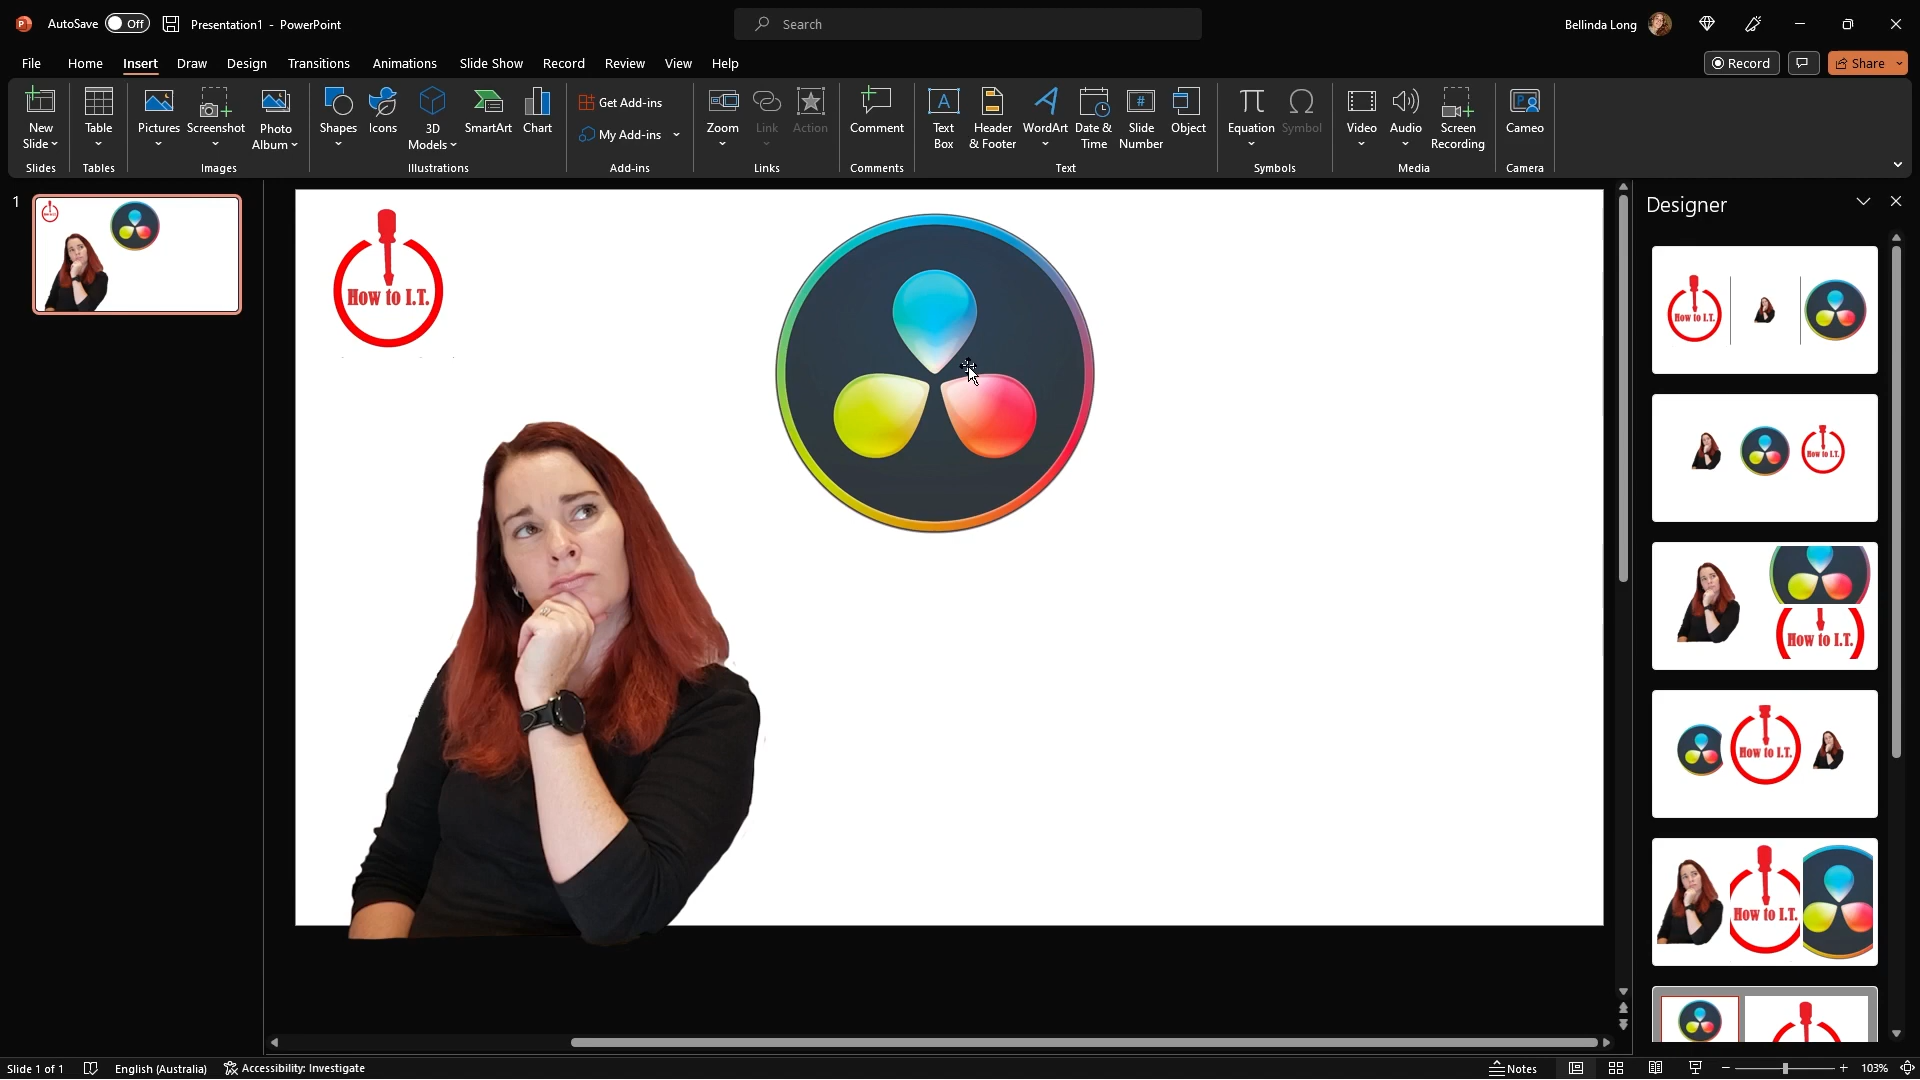 AutoSave Off Presentation1 - PowerPoint Search Bellinda Long
File Home Insert Draw Design Transitions Animations Slide Show Record Review View Help Record Share
New Slide
Table
Pictures
Screenshot
Photo Album
Shapes
Icons
3D Models
SmartArt
Chart
Get Add-ins
My Add-ins
Zoom
Link
Action
Comment
Text Box
Header & Footer
WordArt
Date & Time
Slide Number
Object
Equation
Symbol
Video
Audio
Screen Recording
Cameo
Slides Tables Images Illustrations Add-ins Links Comments Text Symbols Media Camera
1
How to I.T.
Designer
How to I.T.
How to I.T.
How to I.T.
How to I.T.
How to I.T.
Slide 1 of 1 English (Australia) Accessibility: Investigate Notes 103%